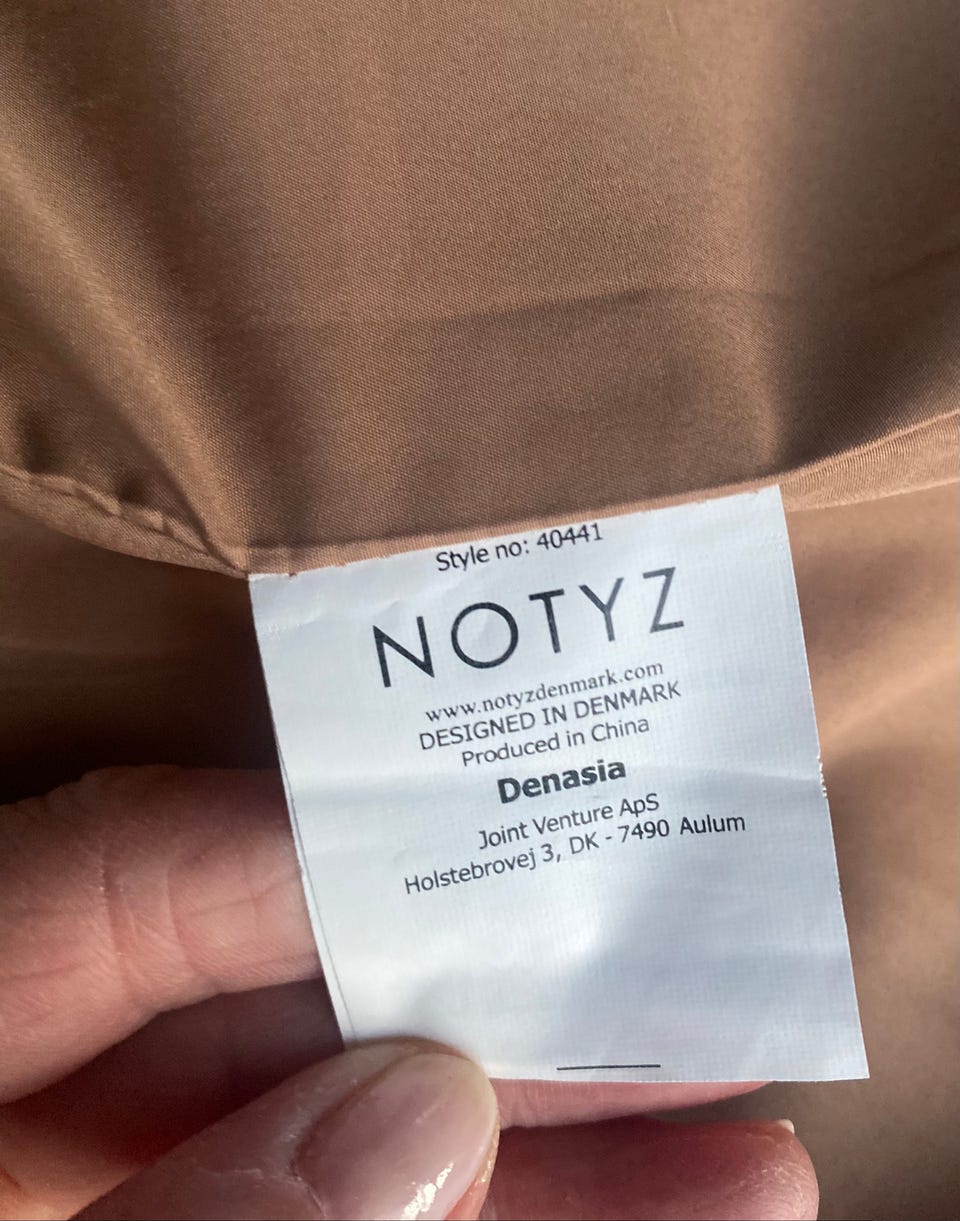 Style no: 40441
NOTYZ
www.notyzdenmark.com
DESIGNED IN DENMARK
Produced in China
Denasia
Joint Venture ApS
Holstebrovej 3, DK - 7490 Aulum